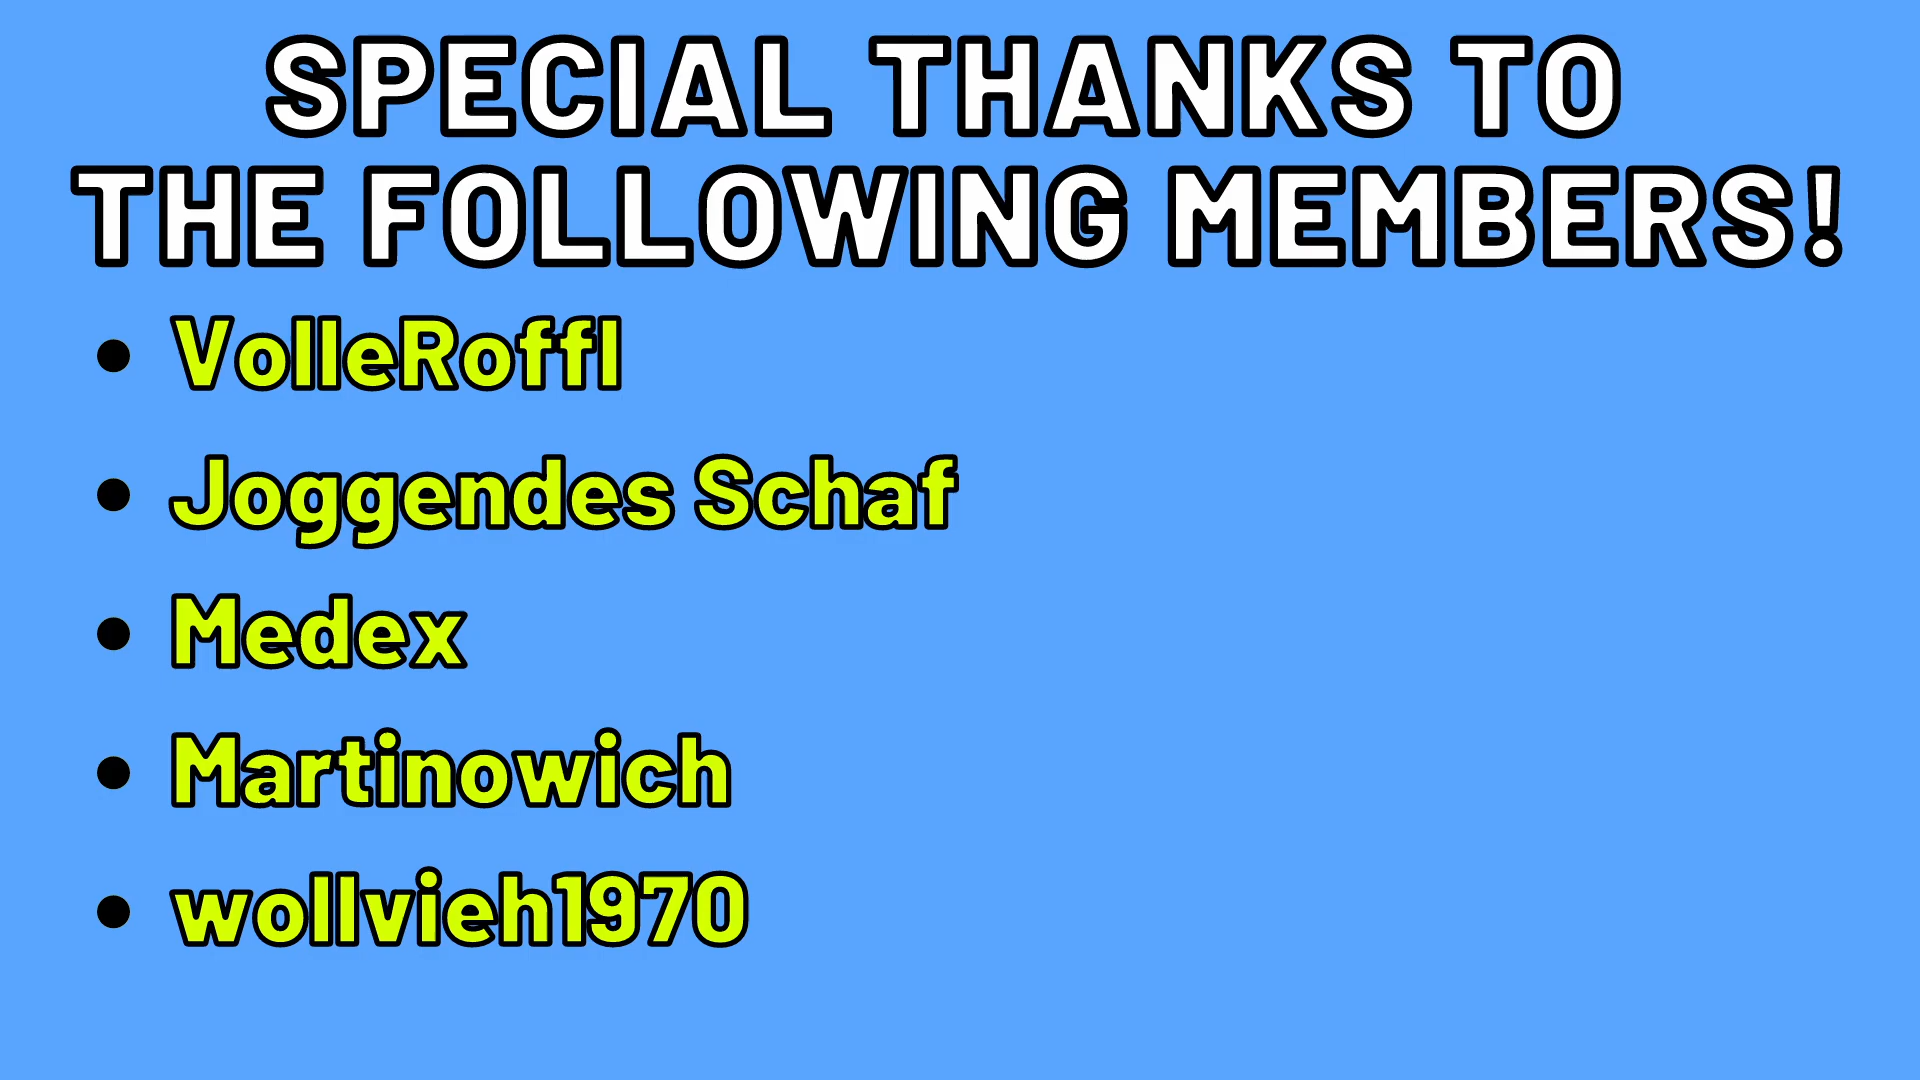 SPECIAL THANKS TO
THE FOLLOWING MEMBERS!
• VolleRoffl
• Joggendes Schaf
• Medex
• Martinowich
• wollvieh1970